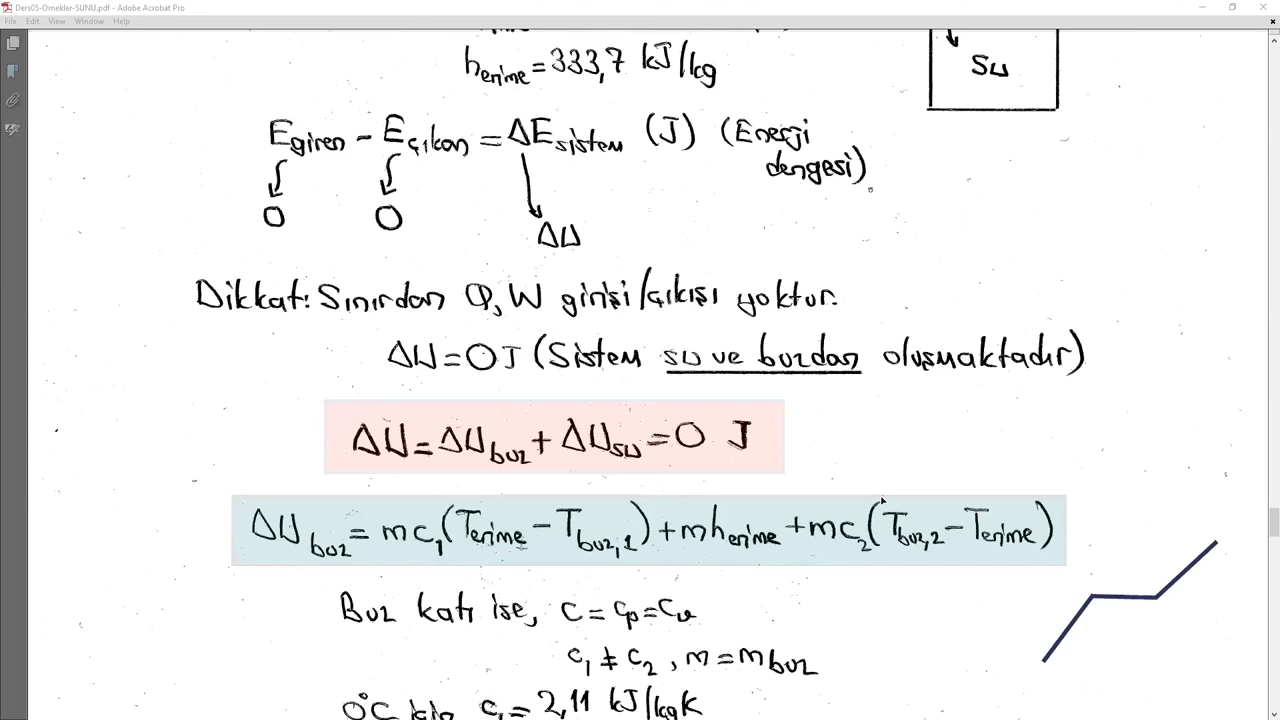 Ders05-Ornekler-SUNU.pdf - Adobe Acrobat Pro
File Edit View Window Help
h_erime = 333,7 kJ/kg
Su
E_giren - E_çıkan = ΔE_sistem (J) (Enerji dengesi)
0 0 ΔU
Dikkat: Sınırdan Q, W girişi/çıkışı yoktur.
ΔU = 0 J (Sistem su ve buzdan oluşmaktadır)
ΔU = ΔU_buz + ΔU_su = 0 J
ΔU_buz = mc₁(T_erime - T_buz,1) + mh_erime + mc₂(T_buz,2 - T_erime)
Buz katı ise, c = cp = cv
c₁ ≠ c₂, m = m_buz
0°C için c₁ = 2,11 kJ/kgK